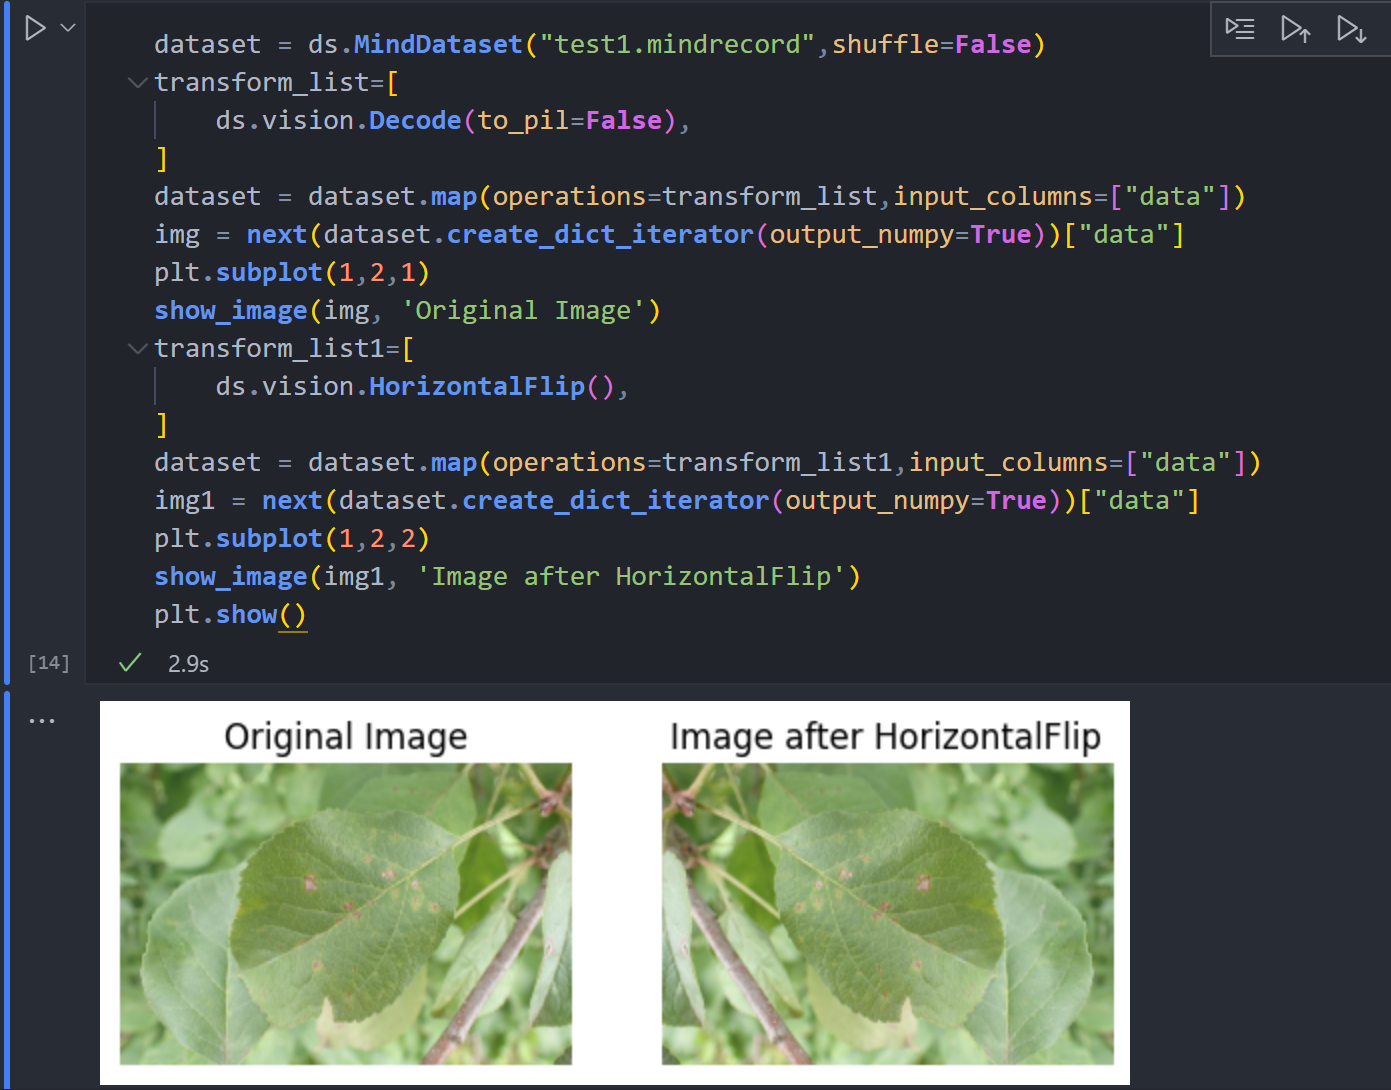 dataset = ds.MindDataset("test1.mindrecord",shuffle=False)
transform_list=[
    ds.vision.Decode(to_pil=False),
]
dataset = dataset.map(operations=transform_list,input_columns=["data"])
img = next(dataset.create_dict_iterator(output_numpy=True))["data"]
plt.subplot(1,2,1)
show_image(img, 'Original Image')
transform_list1=[
    ds.vision.HorizontalFlip(),
]
dataset = dataset.map(operations=transform_list1,input_columns=["data"])
img1 = next(dataset.create_dict_iterator(output_numpy=True))["data"]
plt.subplot(1,2,2)
show_image(img1, 'Image after HorizontalFlip')
plt.show()
[14] 2.9s
Original Image Image after HorizontalFlip